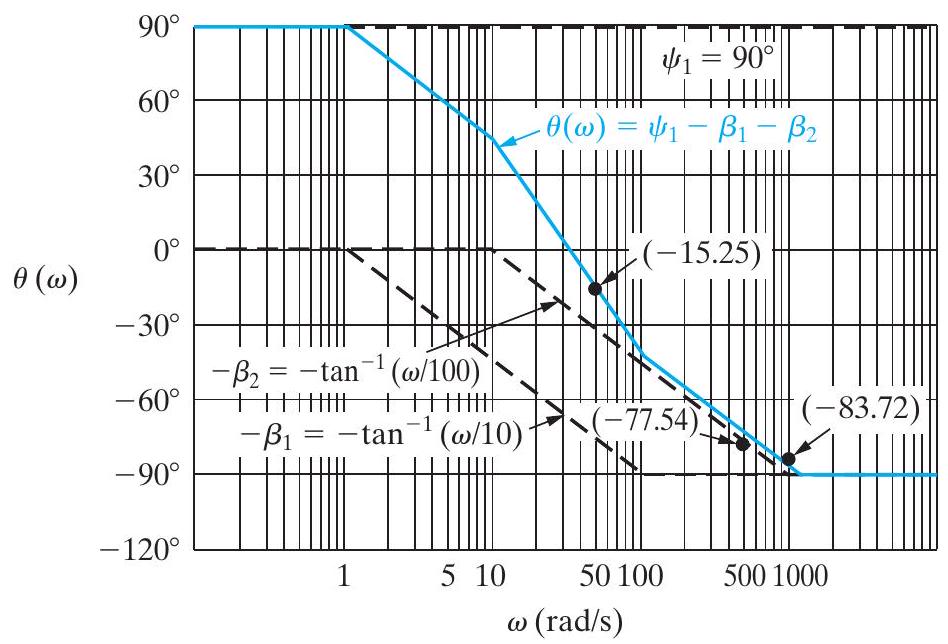 90°
ψ₁ = 90°
60°
θ(ω) = ψ₁ − β₁ − β₂
30°
0°
(−15.25)
θ (ω)
−30°
−β₂ = −tan⁻¹ (ω/100)
−60°
(−77.54)
(−83.72)
−β₁ = −tan⁻¹ (ω/10)
−90°
−120°
1 5 10 50 100 500 1000
ω (rad/s)